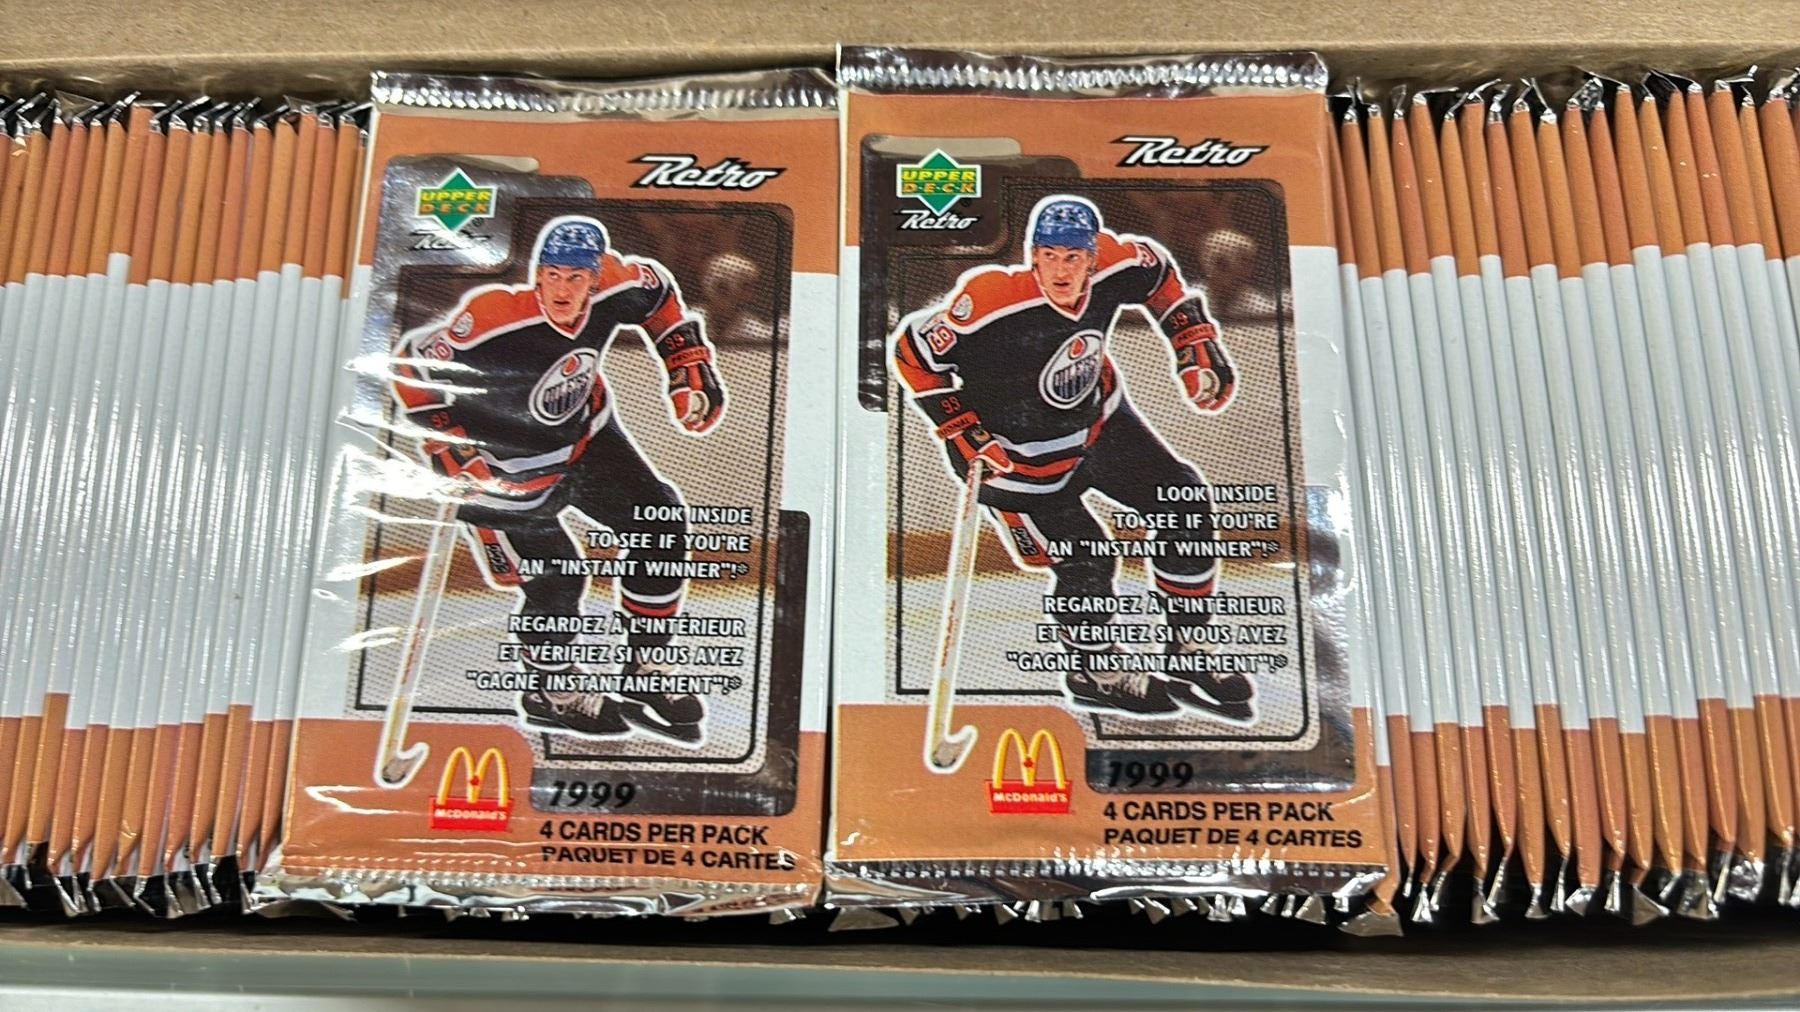 Retro
UPPER
DECK
Retro
LOOK INSIDE
TO SEE IF YOU'RE
AN "INSTANT WINNER"!*
REGARDEZ À L'INTÉRIEUR
ET VÉRIFIEZ SI VOUS AVEZ
"GAGNÉ INSTANTANÉMENT"!*
McDonald's
1999
4 CARDS PER PACK
PAQUET DE 4 CARTES
Retro
UPPER
DECK
Retro
99
99
OILERS
LOOK INSIDE
TO SEE IF YOU'RE
AN "INSTANT WINNER"!*
REGARDEZ À L'INTÉRIEUR
ET VÉRIFIEZ SI VOUS AVEZ
"GAGNÉ INSTANTANÉMENT"!*
McDonald's
1999
4 CARDS PER PACK
PAQUET DE 4 CARTES